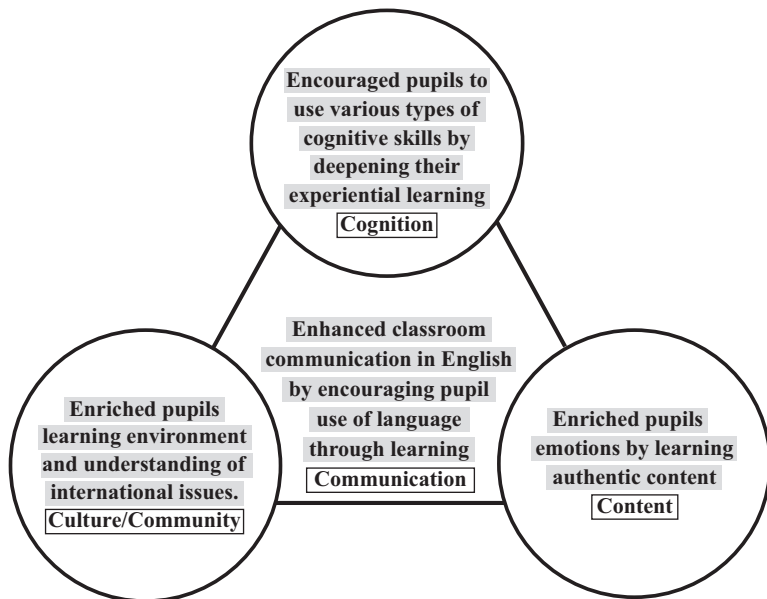 Encouraged pupils to
use various types of
cognitive skills by
deepening their
experiential learning
Cognition
Enhanced classroom
communication in English
by encouraging pupil
use of language
through learning
Communication
Enriched pupils
learning environment
and understanding of
international issues.
Culture/Community
Enriched pupils
emotions by learning
authentic content
Content